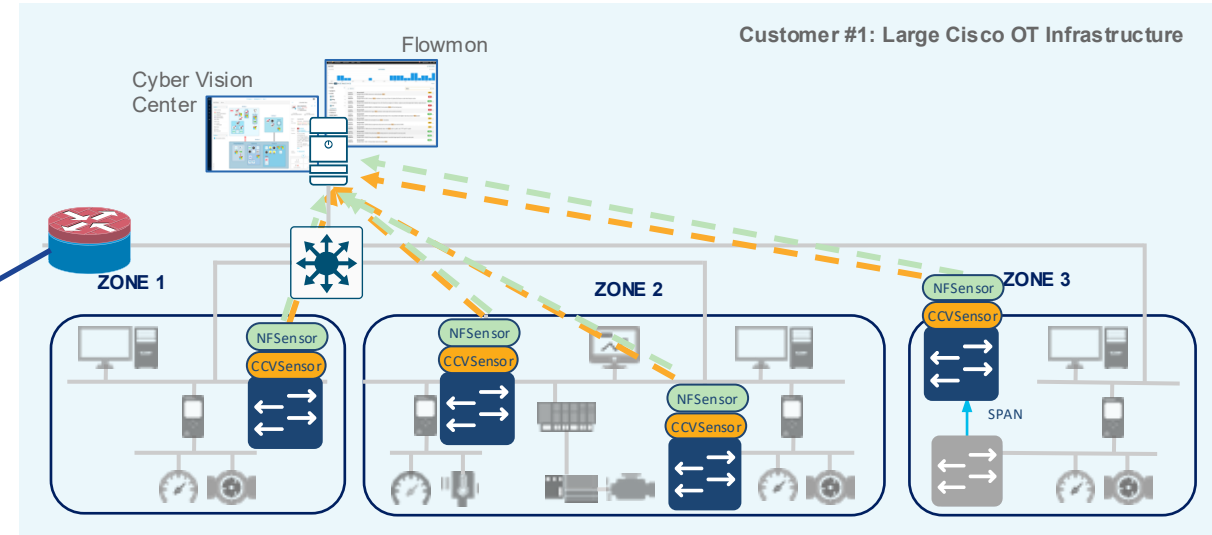 Customer #1: Large Cisco OT Infrastructure
Flowmon
Cyber Vision
Center
ZONE 1
ZONE 2
ZONE 3
NFSensor
CCVSensor
NFSensor
CCVSensor
NFSensor
CCVSensor
NFSensor
CCVSensor
SPAN